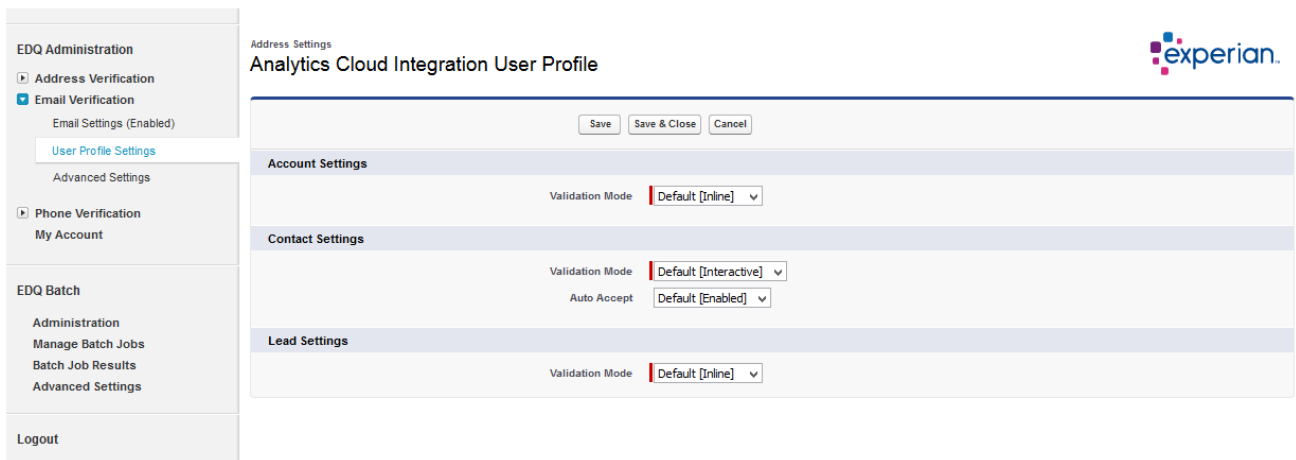 EDQ Administration
Address Verification
Email Verification
Email Settings (Enabled)
User Profile Settings
Advanced Settings
Phone Verification
My Account
EDQ Batch
Administration
Manage Batch Jobs
Batch Job Results
Advanced Settings
Logout
Address Settings
Analytics Cloud Integration User Profile
experian.
Save Save & Close Cancel
Account Settings
Validation Mode Default [Inline]
Contact Settings
Validation Mode Default [Interactive]
Auto Accept Default [Enabled]
Lead Settings
Validation Mode Default [Inline]